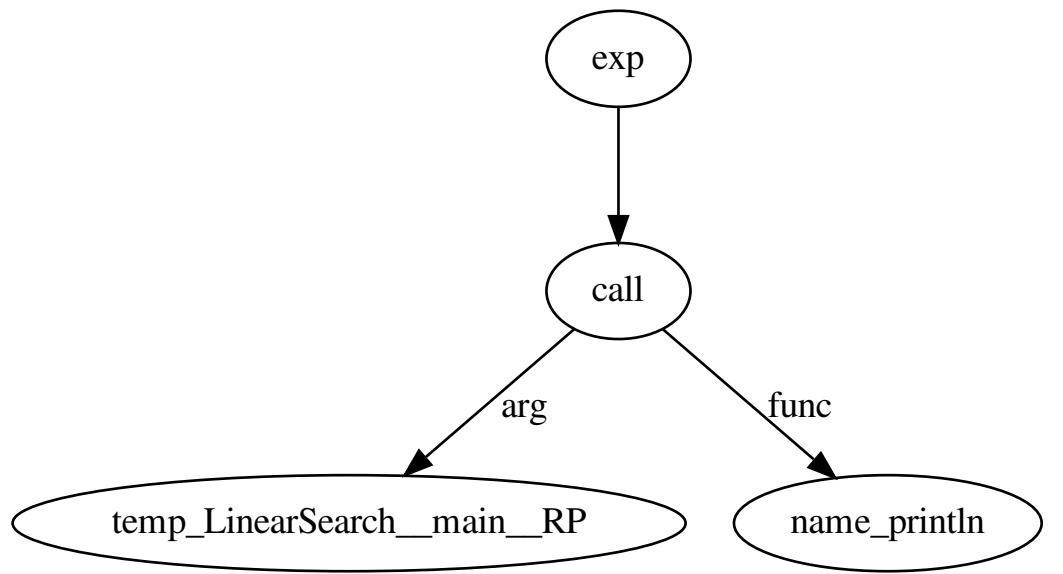 exp
call
arg
func
temp_LinearSearch__main__RP
name_println